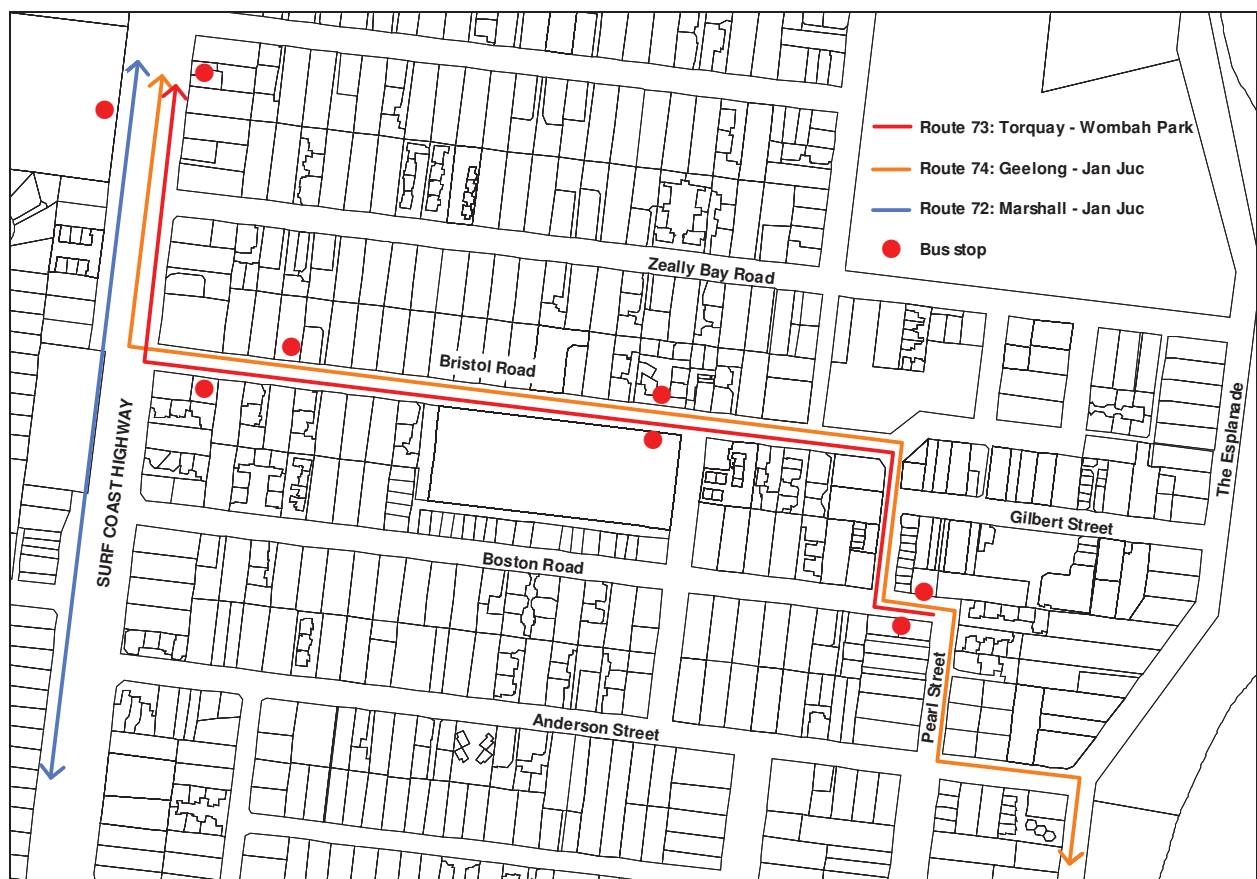 Route 73: Torquay - Wombah Park
Route 74: Geelong - Jan Juc
Route 72: Marshall - Jan Juc
Bus stop
Zeally Bay Road
Bristol Road
The Esplanade
SURF COAST HIGHWAY
Gilbert Street
Boston Road
Pearl Street
Anderson Street